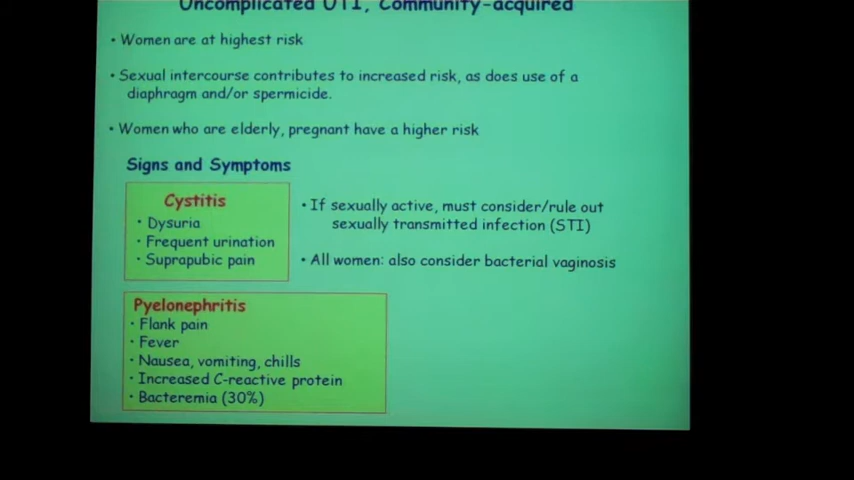 Uncomplicated UTI, Community-acquired
• Women are at highest risk
• Sexual intercourse contributes to increased risk, as does use of a
diaphragm and/or spermicide.
• Women who are elderly, pregnant have a higher risk
Signs and Symptoms
Cystitis
• Dysuria
• Frequent urination
• Suprapubic pain
• If sexually active, must consider/rule out
sexually transmitted infection (STI)
• All women: also consider bacterial vaginosis
Pyelonephritis
• Flank pain
• Fever
• Nausea, vomiting, chills
• Increased C-reactive protein
• Bacteremia (30%)